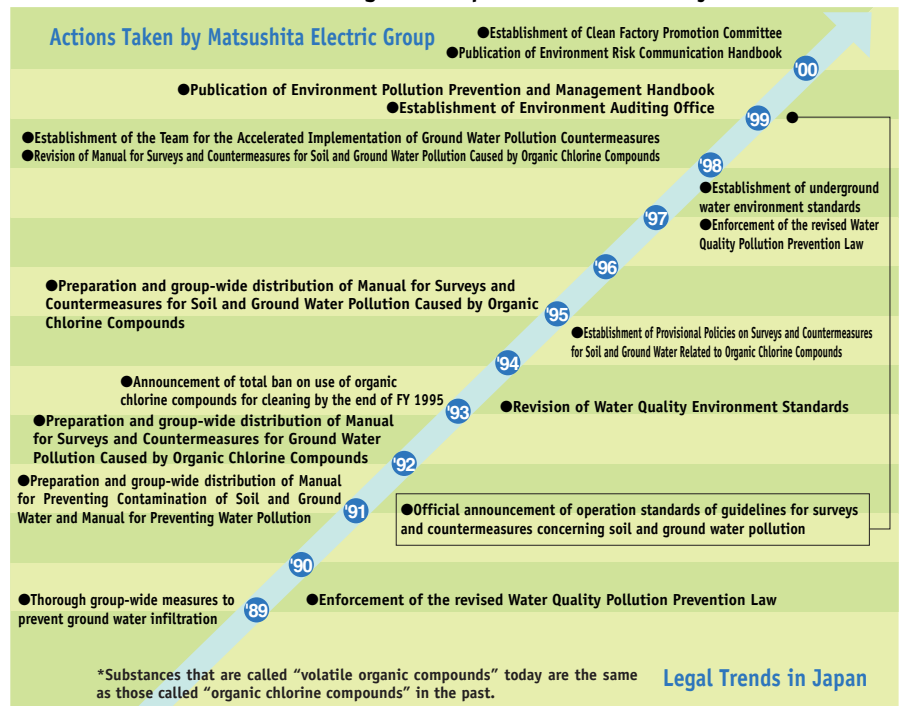 Actions Taken by Matsushita Electric Group
●Establishment of Clean Factory Promotion Committee
●Publication of Environment Risk Communication Handbook
'00
●Publication of Environment Pollution Prevention and Management Handbook
●Establishment of Environment Auditing Office
'99
●Establishment of the Team for the Accelerated Implementation of Ground Water Pollution Countermeasures
●Revision of Manual for Surveys and Countermeasures for Soil and Ground Water Pollution Caused by Organic Chlorine Compounds
'98
●Establishment of underground
water environment standards
●Enforcement of the revised Water
Quality Pollution Prevention Law
'97
'96
●Preparation and group-wide distribution of Manual for Surveys and
Countermeasures for Soil and Ground Water Pollution Caused by Organic
Chlorine Compounds
'95
●Establishment of Provisional Policies on Surveys and Countermeasures
for Soil and Ground Water Related to Organic Chlorine Compounds
'94
●Announcement of total ban on use of organic
chlorine compounds for cleaning by the end of FY 1995
'93
●Revision of Water Quality Environment Standards
●Preparation and group-wide distribution of Manual
for Surveys and Countermeasures for Ground Water
Pollution Caused by Organic Chlorine Compounds
'92
●Preparation and group-wide distribution of Manual
for Preventing Contamination of Soil and Ground
Water and Manual for Preventing Water Pollution
'91
●Official announcement of operation standards of guidelines for surveys
and countermeasures concerning soil and ground water pollution
'90
●Thorough group-wide measures to
prevent ground water infiltration
'89
●Enforcement of the revised Water Quality Pollution Prevention Law
*Substances that are called “volatile organic compounds” today are the same
as those called “organic chlorine compounds” in the past.
Legal Trends in Japan